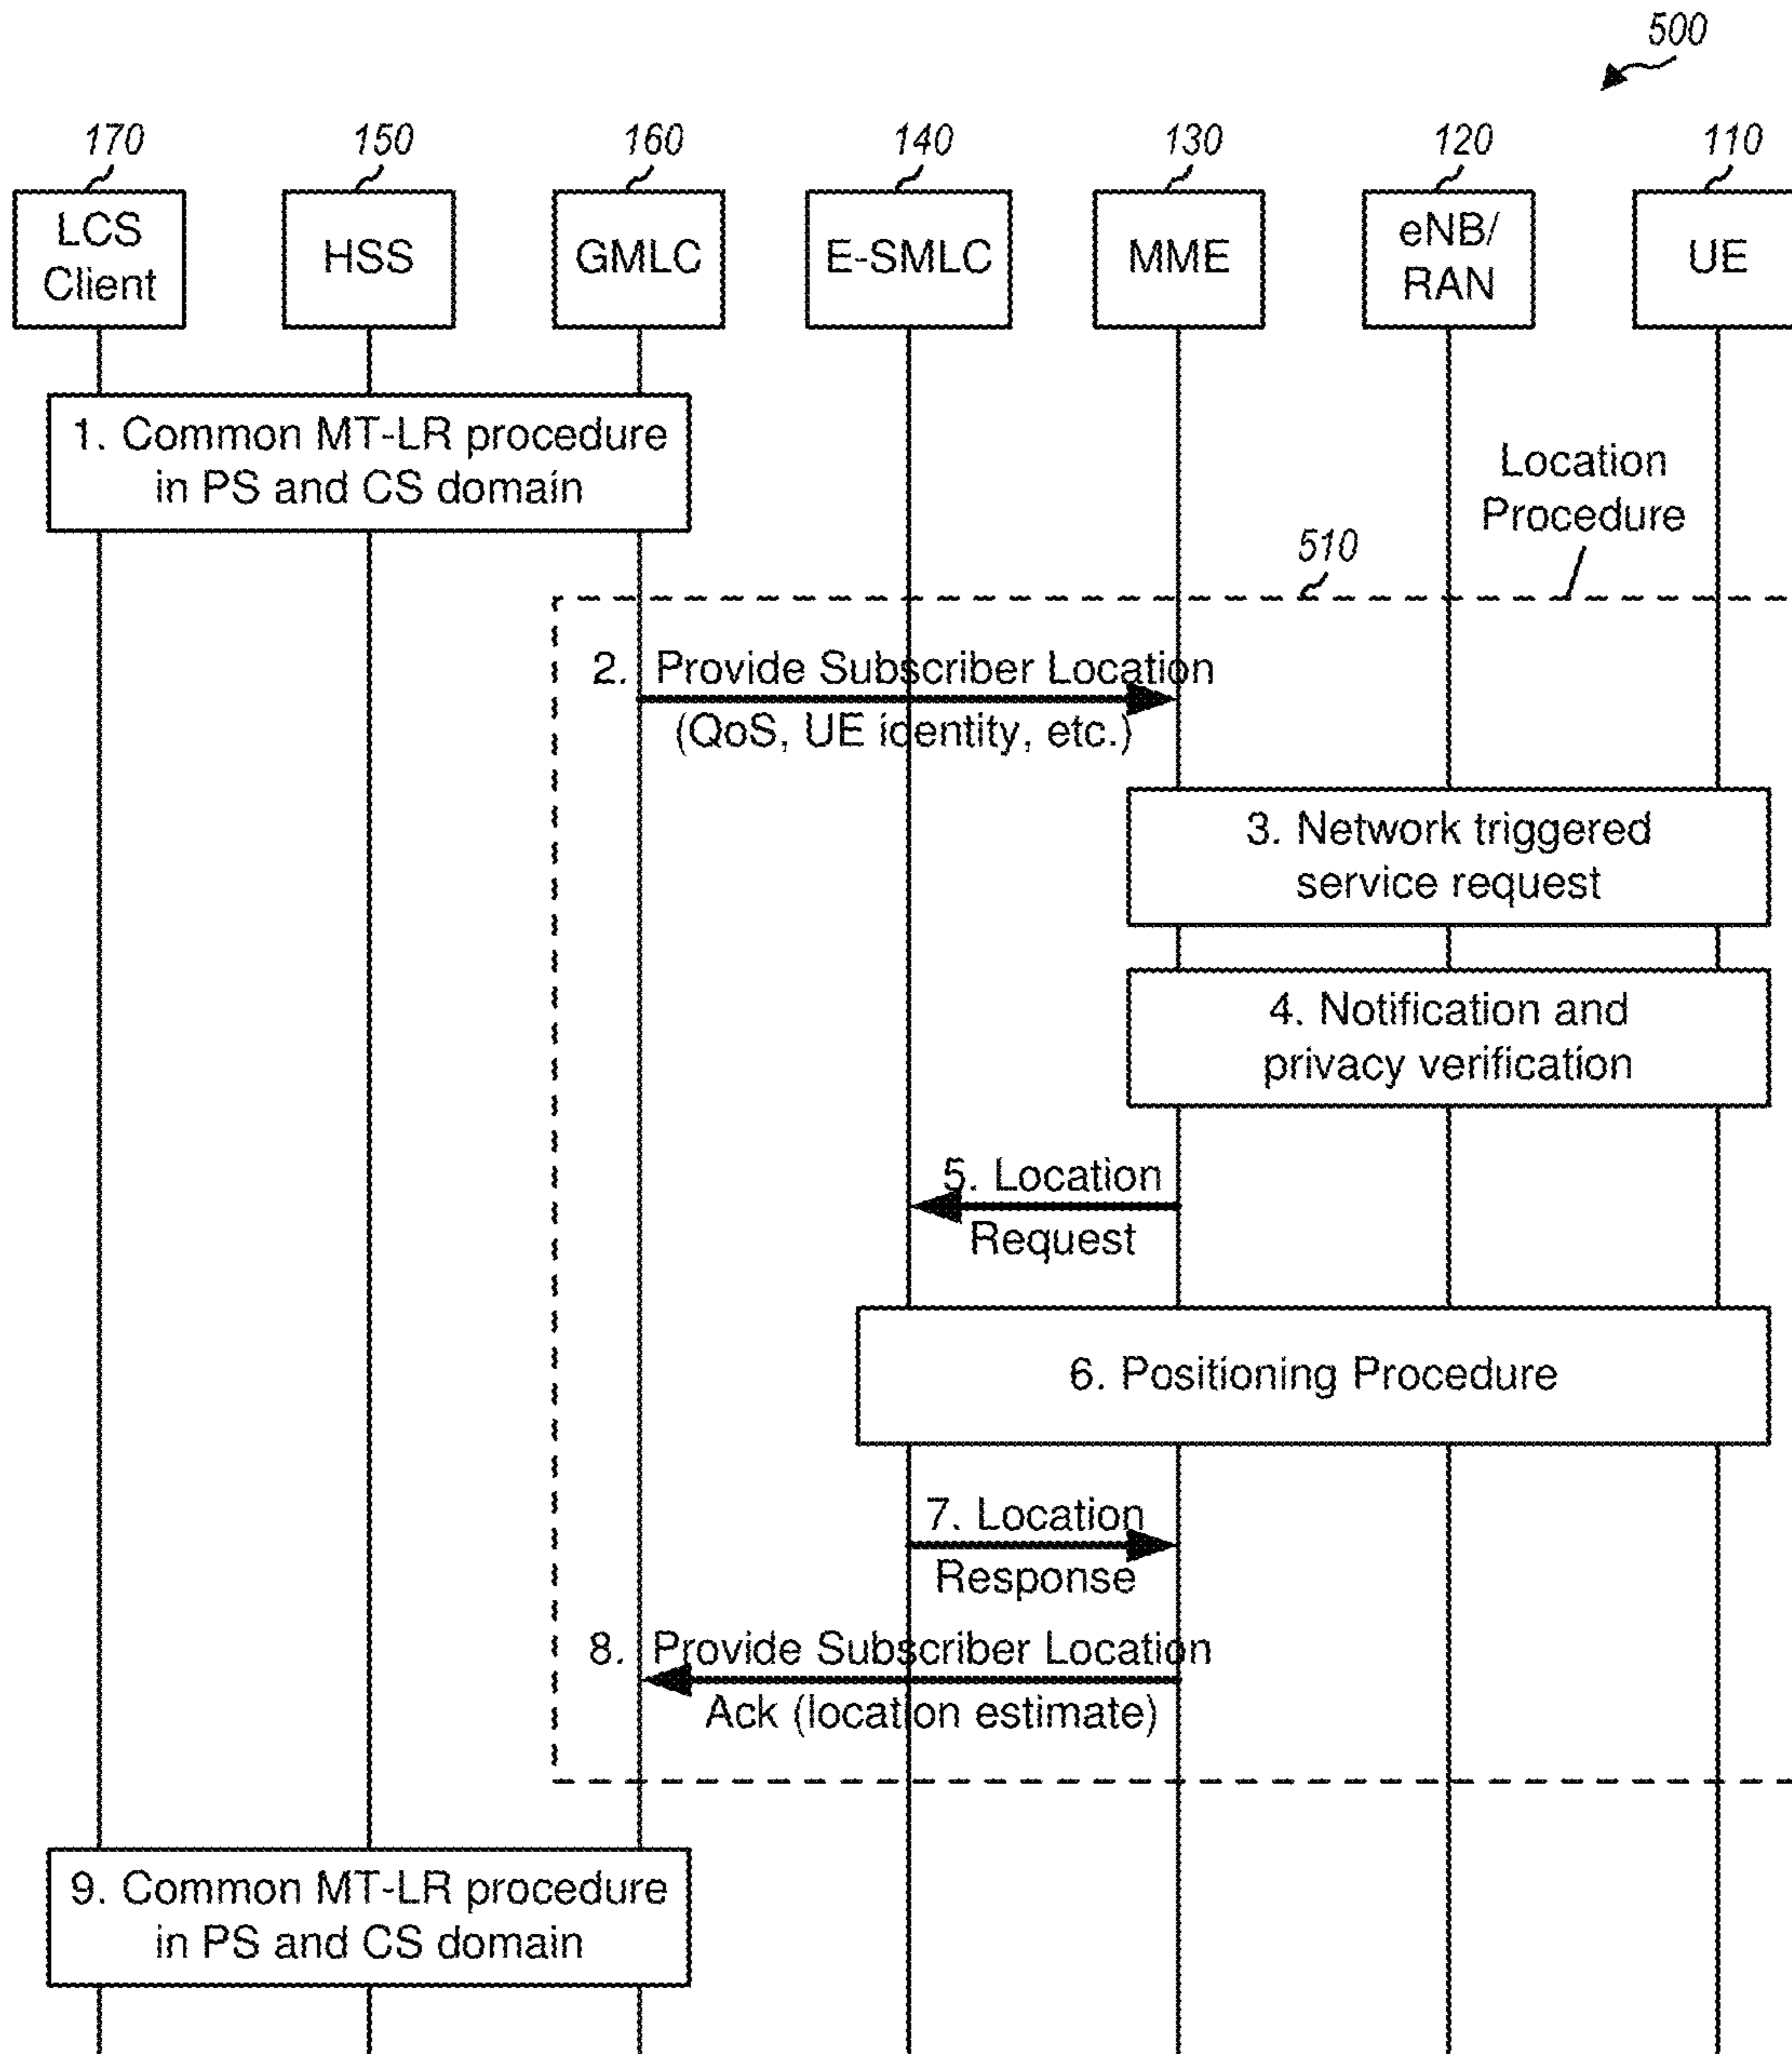 500
170
150
160
140
130
120
110
LCS
Client
HSS
GMLC
E-SMLC
MME
eNB/
RAN
UE
1. Common MT-LR procedure
in PS and CS domain
Location
Procedure
510
2. Provide Subscriber Location
(QoS, UE identity, etc.)
3. Network triggered
service request
4. Notification and
privacy verification
5. Location
Request
6. Positioning Procedure
7. Location
Response
8. Provide Subscriber Location
Ack (location estimate)
9. Common MT-LR procedure
in PS and CS domain